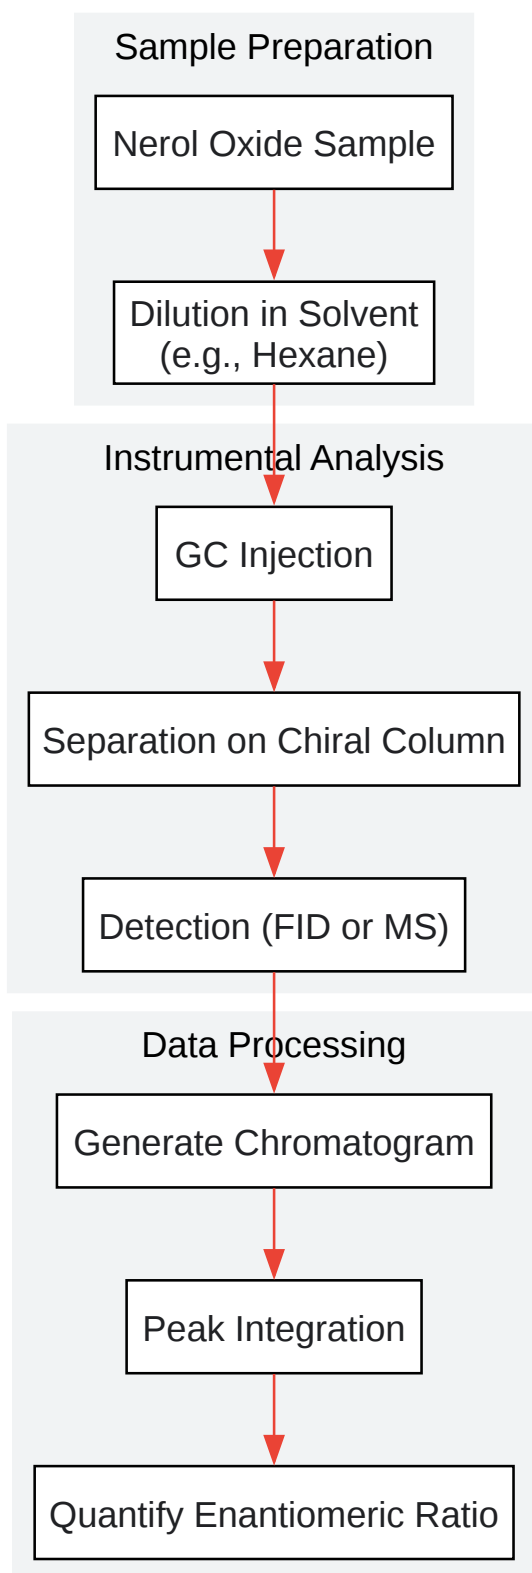 Sample Preparation
Nerol Oxide Sample
Dilution in Solvent
(e.g., Hexane)
Instrumental Analysis
GC Injection
Separation on Chiral Column
Detection (FID or MS)
Data Processing
Generate Chromatogram
Peak Integration
Quantify Enantiomeric Ratio